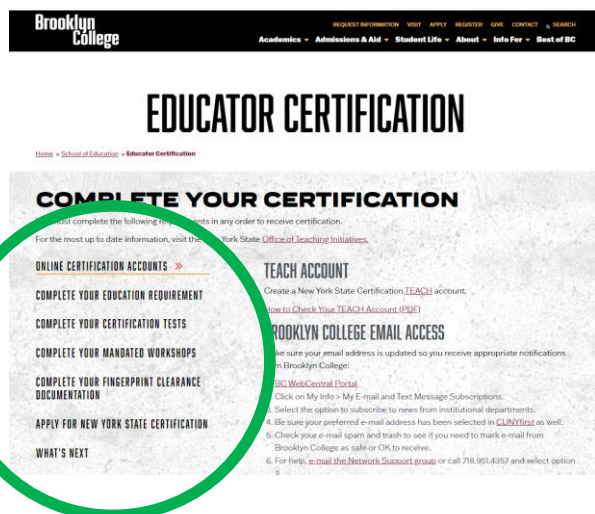 Brooklyn
College
REQUEST INFORMATION VISIT APPLY REGISTER GIVE CONTACT SEARCH
Academics Admissions & Aid Student Life About Info For Best of BC
EDUCATOR CERTIFICATION
Home » School of Education » Educator Certification
COMPLETE YOUR CERTIFICATION
must complete the following requirements in any order to receive certification.
For the most up to date information, visit the York State Office of Teaching Initiatives.
ONLINE CERTIFICATION ACCOUNTS »
COMPLETE YOUR EDUCATION REQUIREMENT
COMPLETE YOUR CERTIFICATION TESTS
COMPLETE YOUR MANDATED WORKSHOPS
COMPLETE YOUR FINGERPRINT CLEARANCE
DOCUMENTATION
APPLY FOR NEW YORK STATE CERTIFICATION
WHAT'S NEXT
TEACH ACCOUNT
Create a New York State Certification TEACH account.
How to Check Your TEACH Account (PDF)
BROOKLYN COLLEGE EMAIL ACCESS
sure your email address is updated so you receive appropriate notifications
Brooklyn College:
BC WebCentral Portal
Click on My Info > My E-mail and Text Message Subscriptions.
Select the option to subscribe to news from institutional departments.
4. Be sure your preferred e-mail address has been selected in CUNYfirst as well.
5. Check your e-mail spam and trash to see if you need to mark e-mail from
Brooklyn College as safe or OK to receive.
6. For help, e-mail the Network Support group or call 718.951.4357 and select option